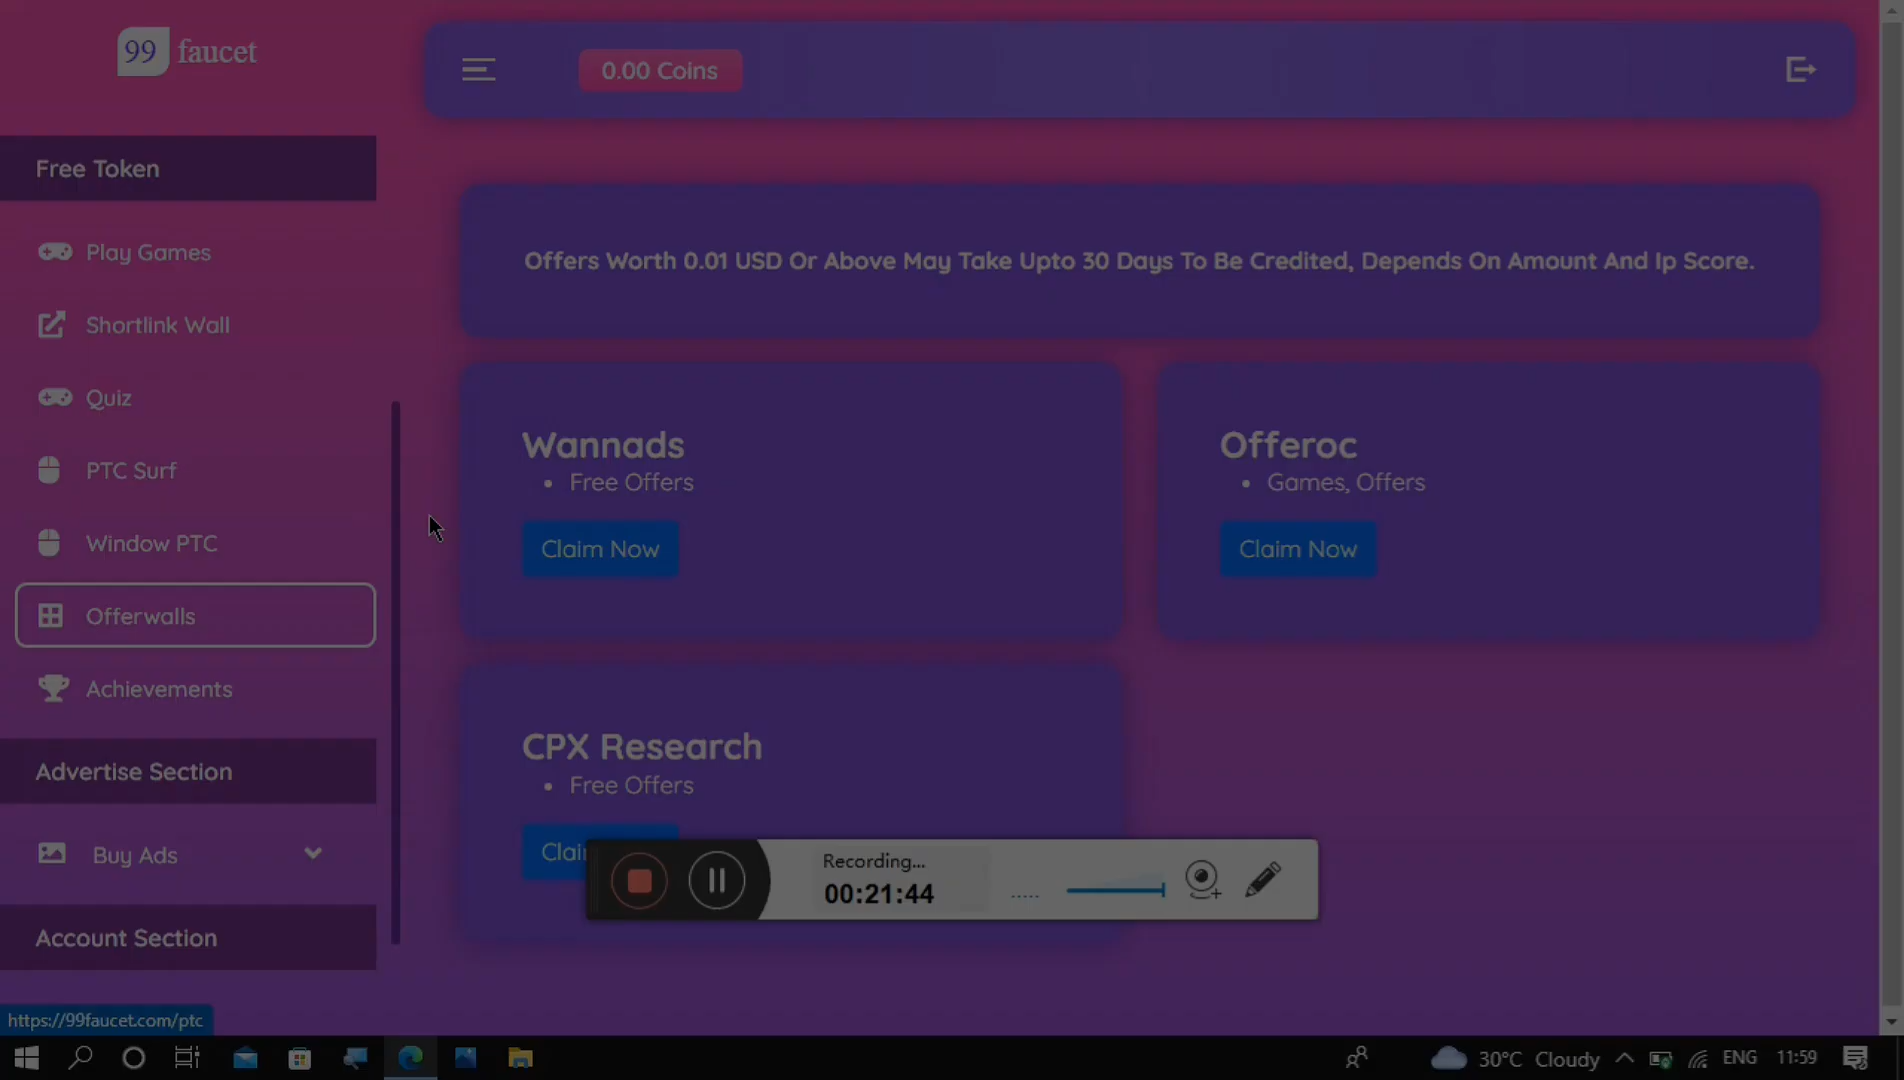 99 faucet
0.00 Coins
Free Token
Play Games
Shortlink Wall
Quiz
PTC Surf
Window PTC
Offerwalls
Achievements
Advertise Section
Buy Ads
Account Section
Offers Worth 0.01 USD Or Above May Take Upto 30 Days To Be Credited, Depends On Amount And Ip Score.
Wannads
Free Offers
Claim Now
Offeroc
Games, Offers
Claim Now
CPX Research
Free Offers
Clai
Recording...
00:21:44
https://99faucet.com/ptc
30°C Cloudy
ENG
11:59